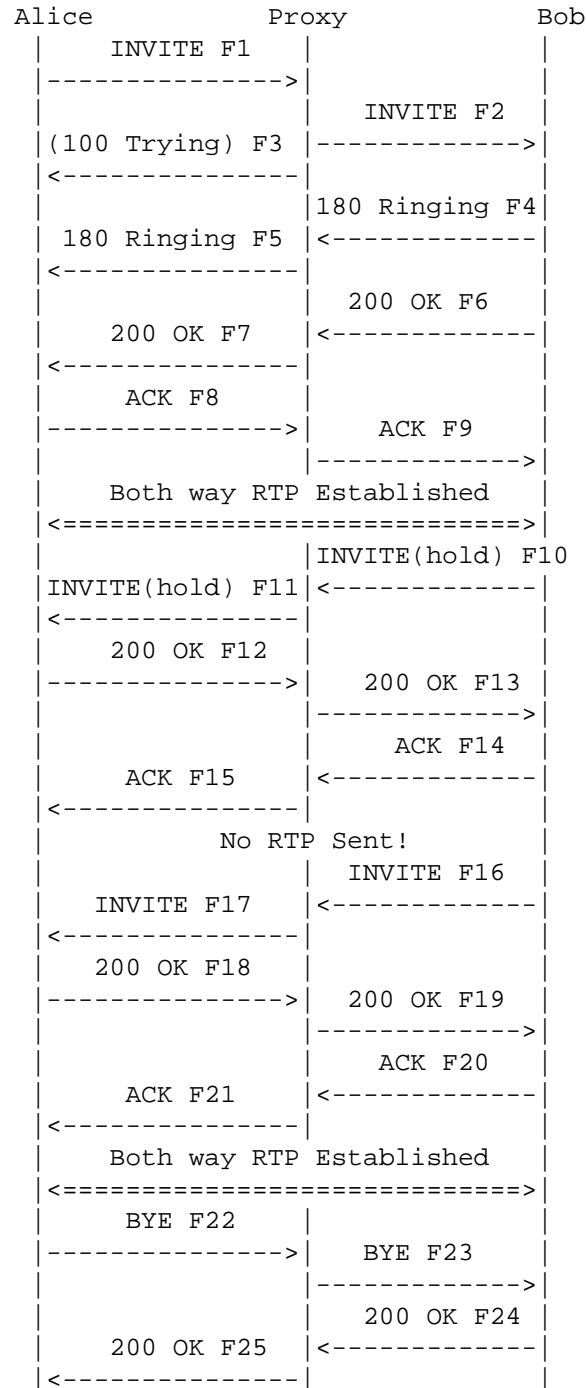 Alice Proxy Bob
INVITE F1
INVITE F2
(100 Trying) F3
180 Ringing F4
180 Ringing F5
200 OK F6
200 OK F7
ACK F8
ACK F9
Both way RTP Established
INVITE(hold) F10
INVITE(hold) F11
200 OK F12
200 OK F13
ACK F14
ACK F15
No RTP Sent!
INVITE F16
INVITE F17
200 OK F18
200 OK F19
ACK F20
ACK F21
Both way RTP Established
BYE F22
BYE F23
200 OK F24
200 OK F25